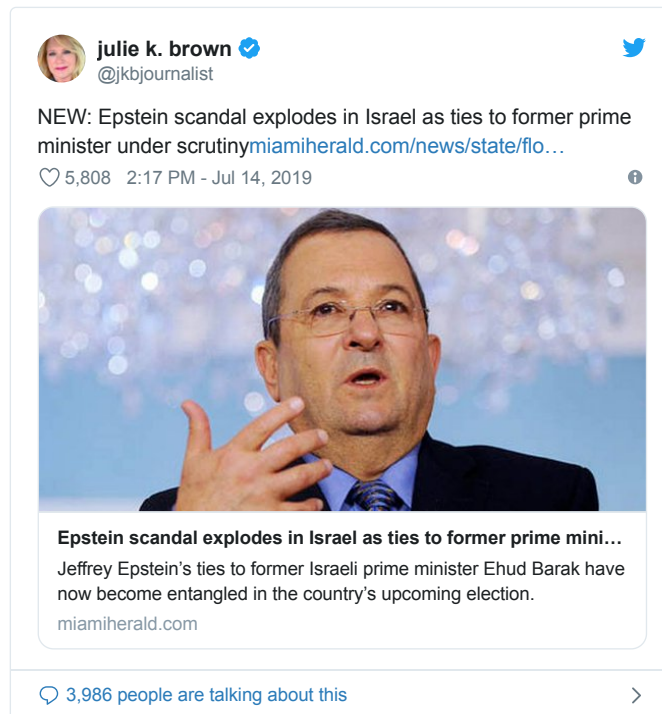 julie k. brown
@jkbjournalist
NEW: Epstein scandal explodes in Israel as ties to former prime
minister under scrutinymiamiherald.com/news/state/flo…
5,808 2:17 PM - Jul 14, 2019
Epstein scandal explodes in Israel as ties to former prime mini…
Jeffrey Epstein’s ties to former Israeli prime minister Ehud Barak have
now become entangled in the country’s upcoming election.
miamiherald.com
3,986 people are talking about this